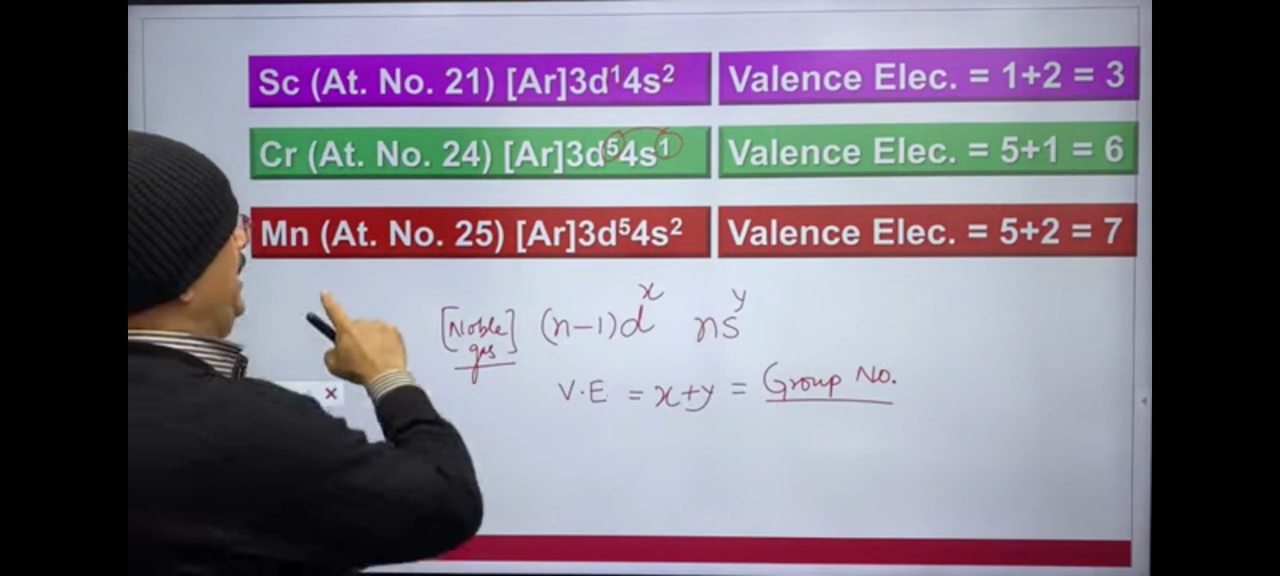 Sc (At. No. 21) [Ar]3d¹4s² Valence Elec. = 1+2 = 3
Cr (At. No. 24) [Ar]3d⁵4s¹ Valence Elec. = 5+1 = 6
Mn (At. No. 25) [Ar]3d⁵4s² Valence Elec. = 5+2 = 7
[Noble gas] (n-1)dˣ nsʸ
V.E = x+y = Group No.